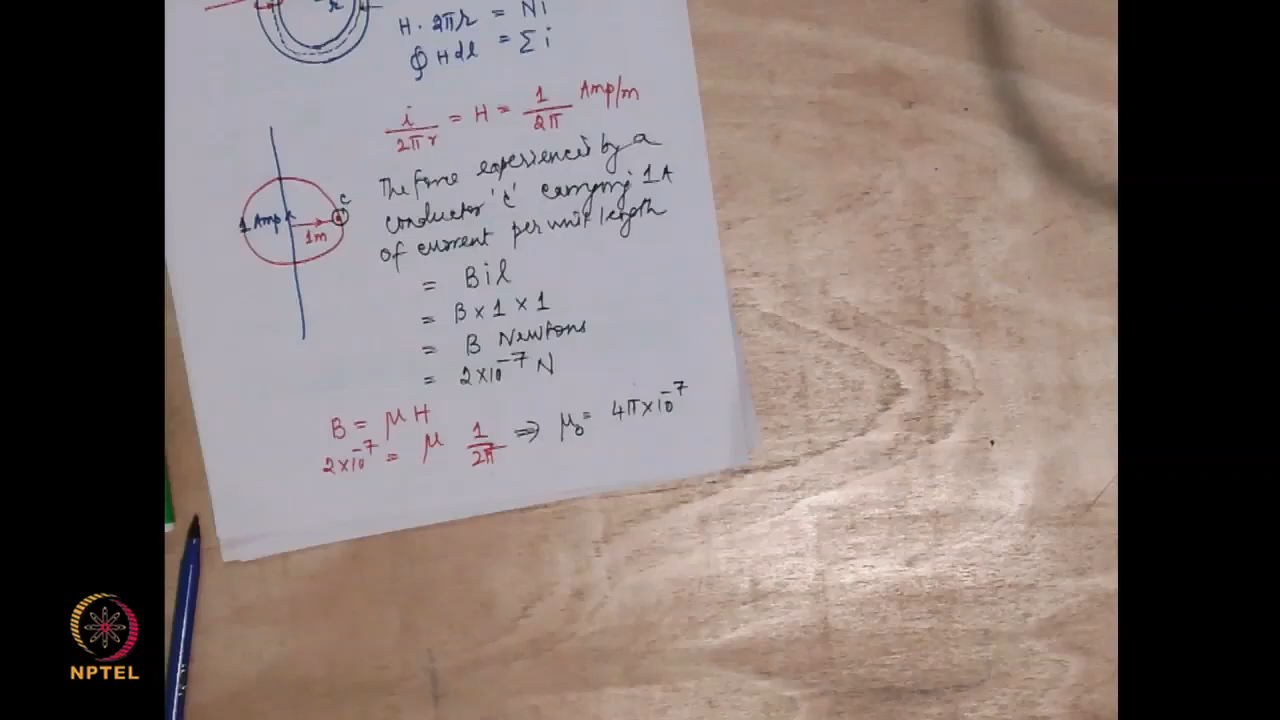 r
H. 2πr = Ni
∮ Hdl = Σ i
i/2πr = H = 1/2π Amp/m
1 Amp
C
1m
The force experienced by a
conductor 'c' carrying 1A
of current per unit length
= Bil
= B × 1 × 1
= B Newtons
= 2×10⁻⁷ N
B = μ H
2×10⁻⁷ = μ 1/2π ⇒ μ₀ = 4π×10⁻⁷
NPTEL